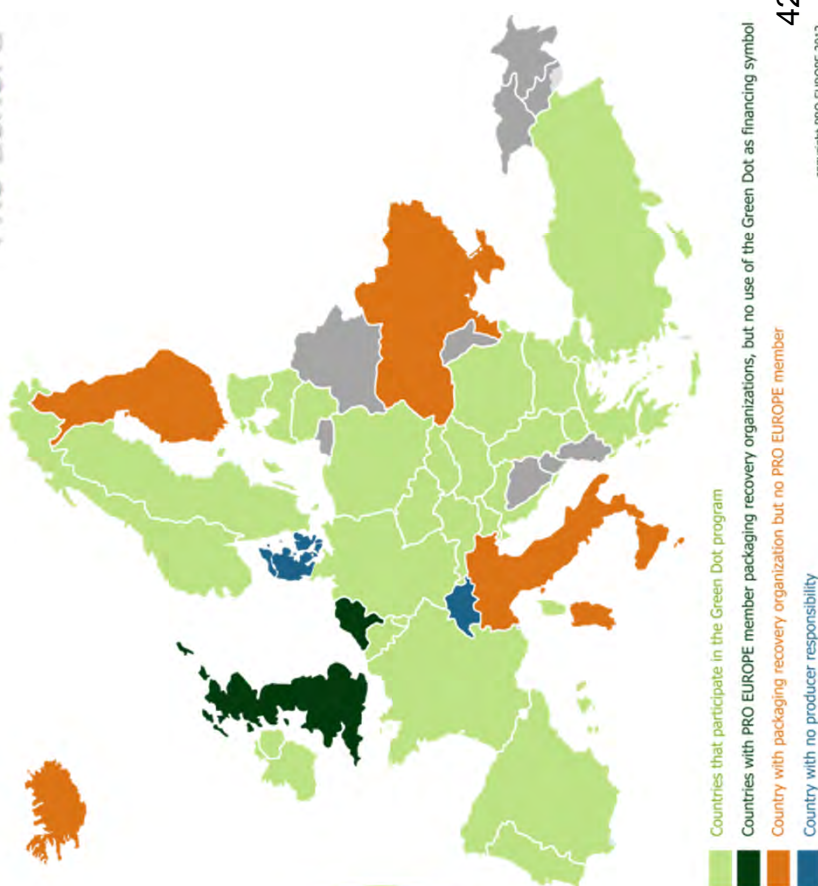 Countries that participate in the Green Dot program
Countries with PRO EUROPE member packaging recovery organizations, but no use of the Green Dot as financing symbol
Country with packaging recovery organization but no PRO EUROPE member
Country with no producer responsibility
42